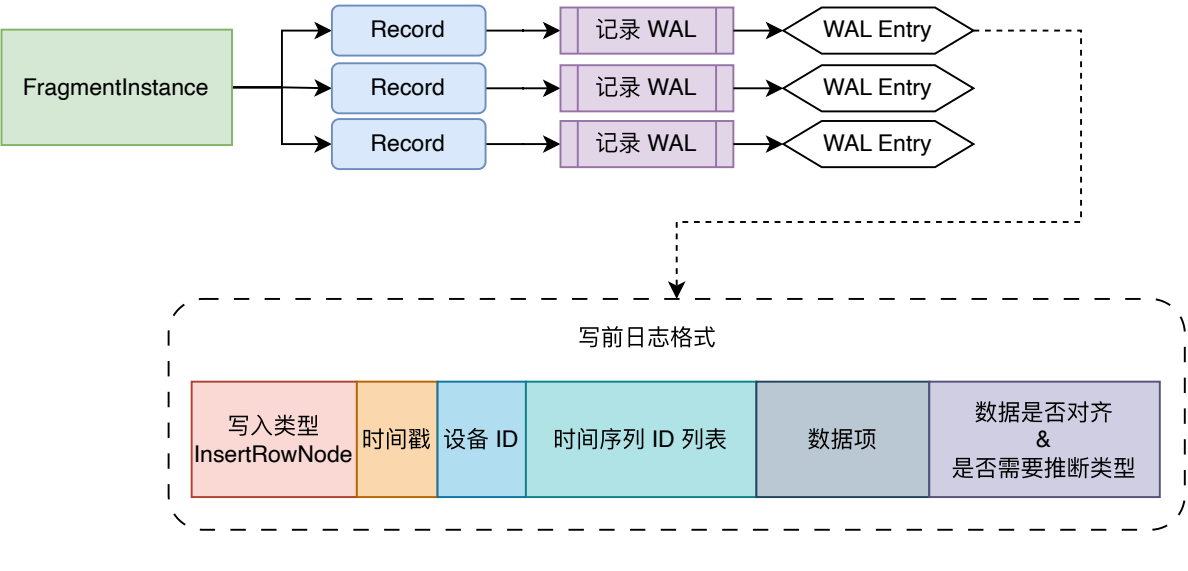 FragmentInstance
Record
记录 WAL
WAL Entry
Record
记录 WAL
WAL Entry
Record
记录 WAL
WAL Entry
写前日志格式
写入类型
InsertRowNode
时间戳
设备 ID
时间序列 ID 列表
数据项
数据是否对齐
&
是否需要推断类型